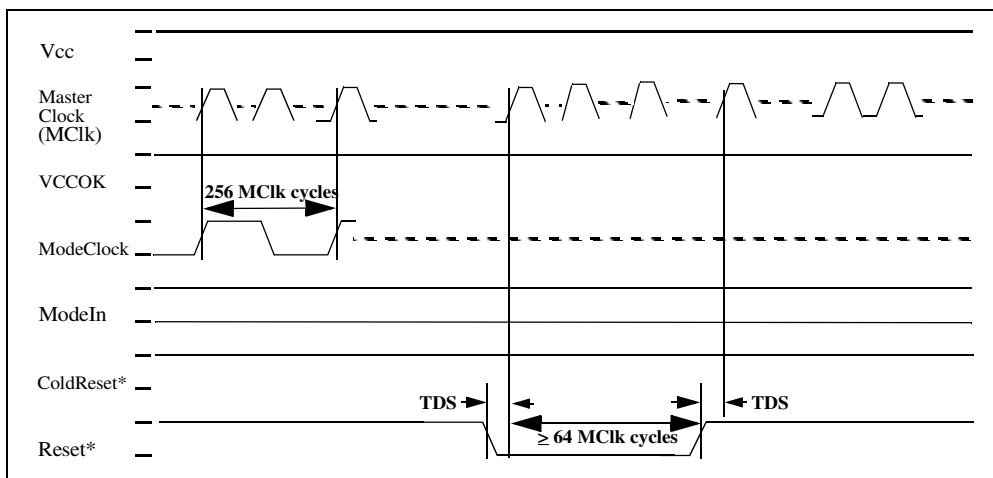 Vcc
Master
Clock
(MClk)
VCCOK
256 MClk cycles
ModeClock
ModeIn
ColdReset*
TDS
TDS
≥ 64 MClk cycles
Reset*